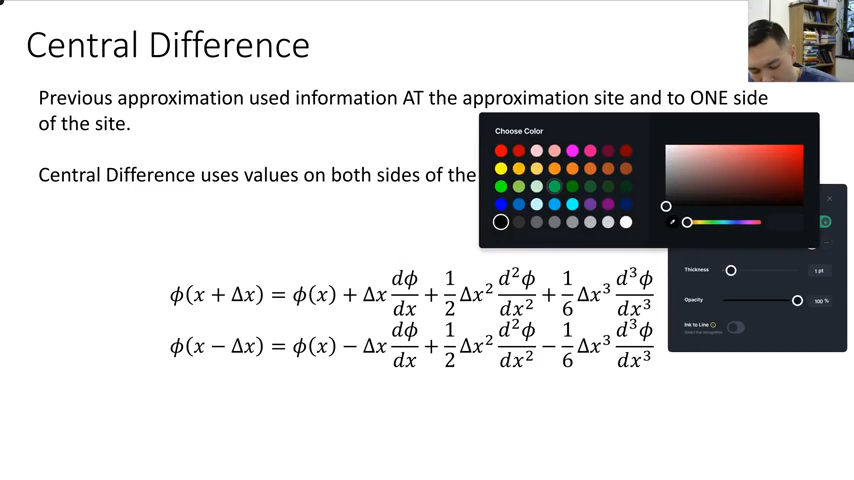 Central Difference
Previous approximation used information AT the approximation site and to ONE side
of the site.
Choose Color
Central Difference uses values on both sides of the
Thickness
1 pt
Opacity
100 %
Ink to Line
ϕ(x + Δx) = ϕ(x) + Δx dϕ/dx + 1/2 Δx² d²ϕ/dx² + 1/6 Δx³ d³ϕ/dx³
ϕ(x − Δx) = ϕ(x) − Δx dϕ/dx + 1/2 Δx² d²ϕ/dx² − 1/6 Δx³ d³ϕ/dx³